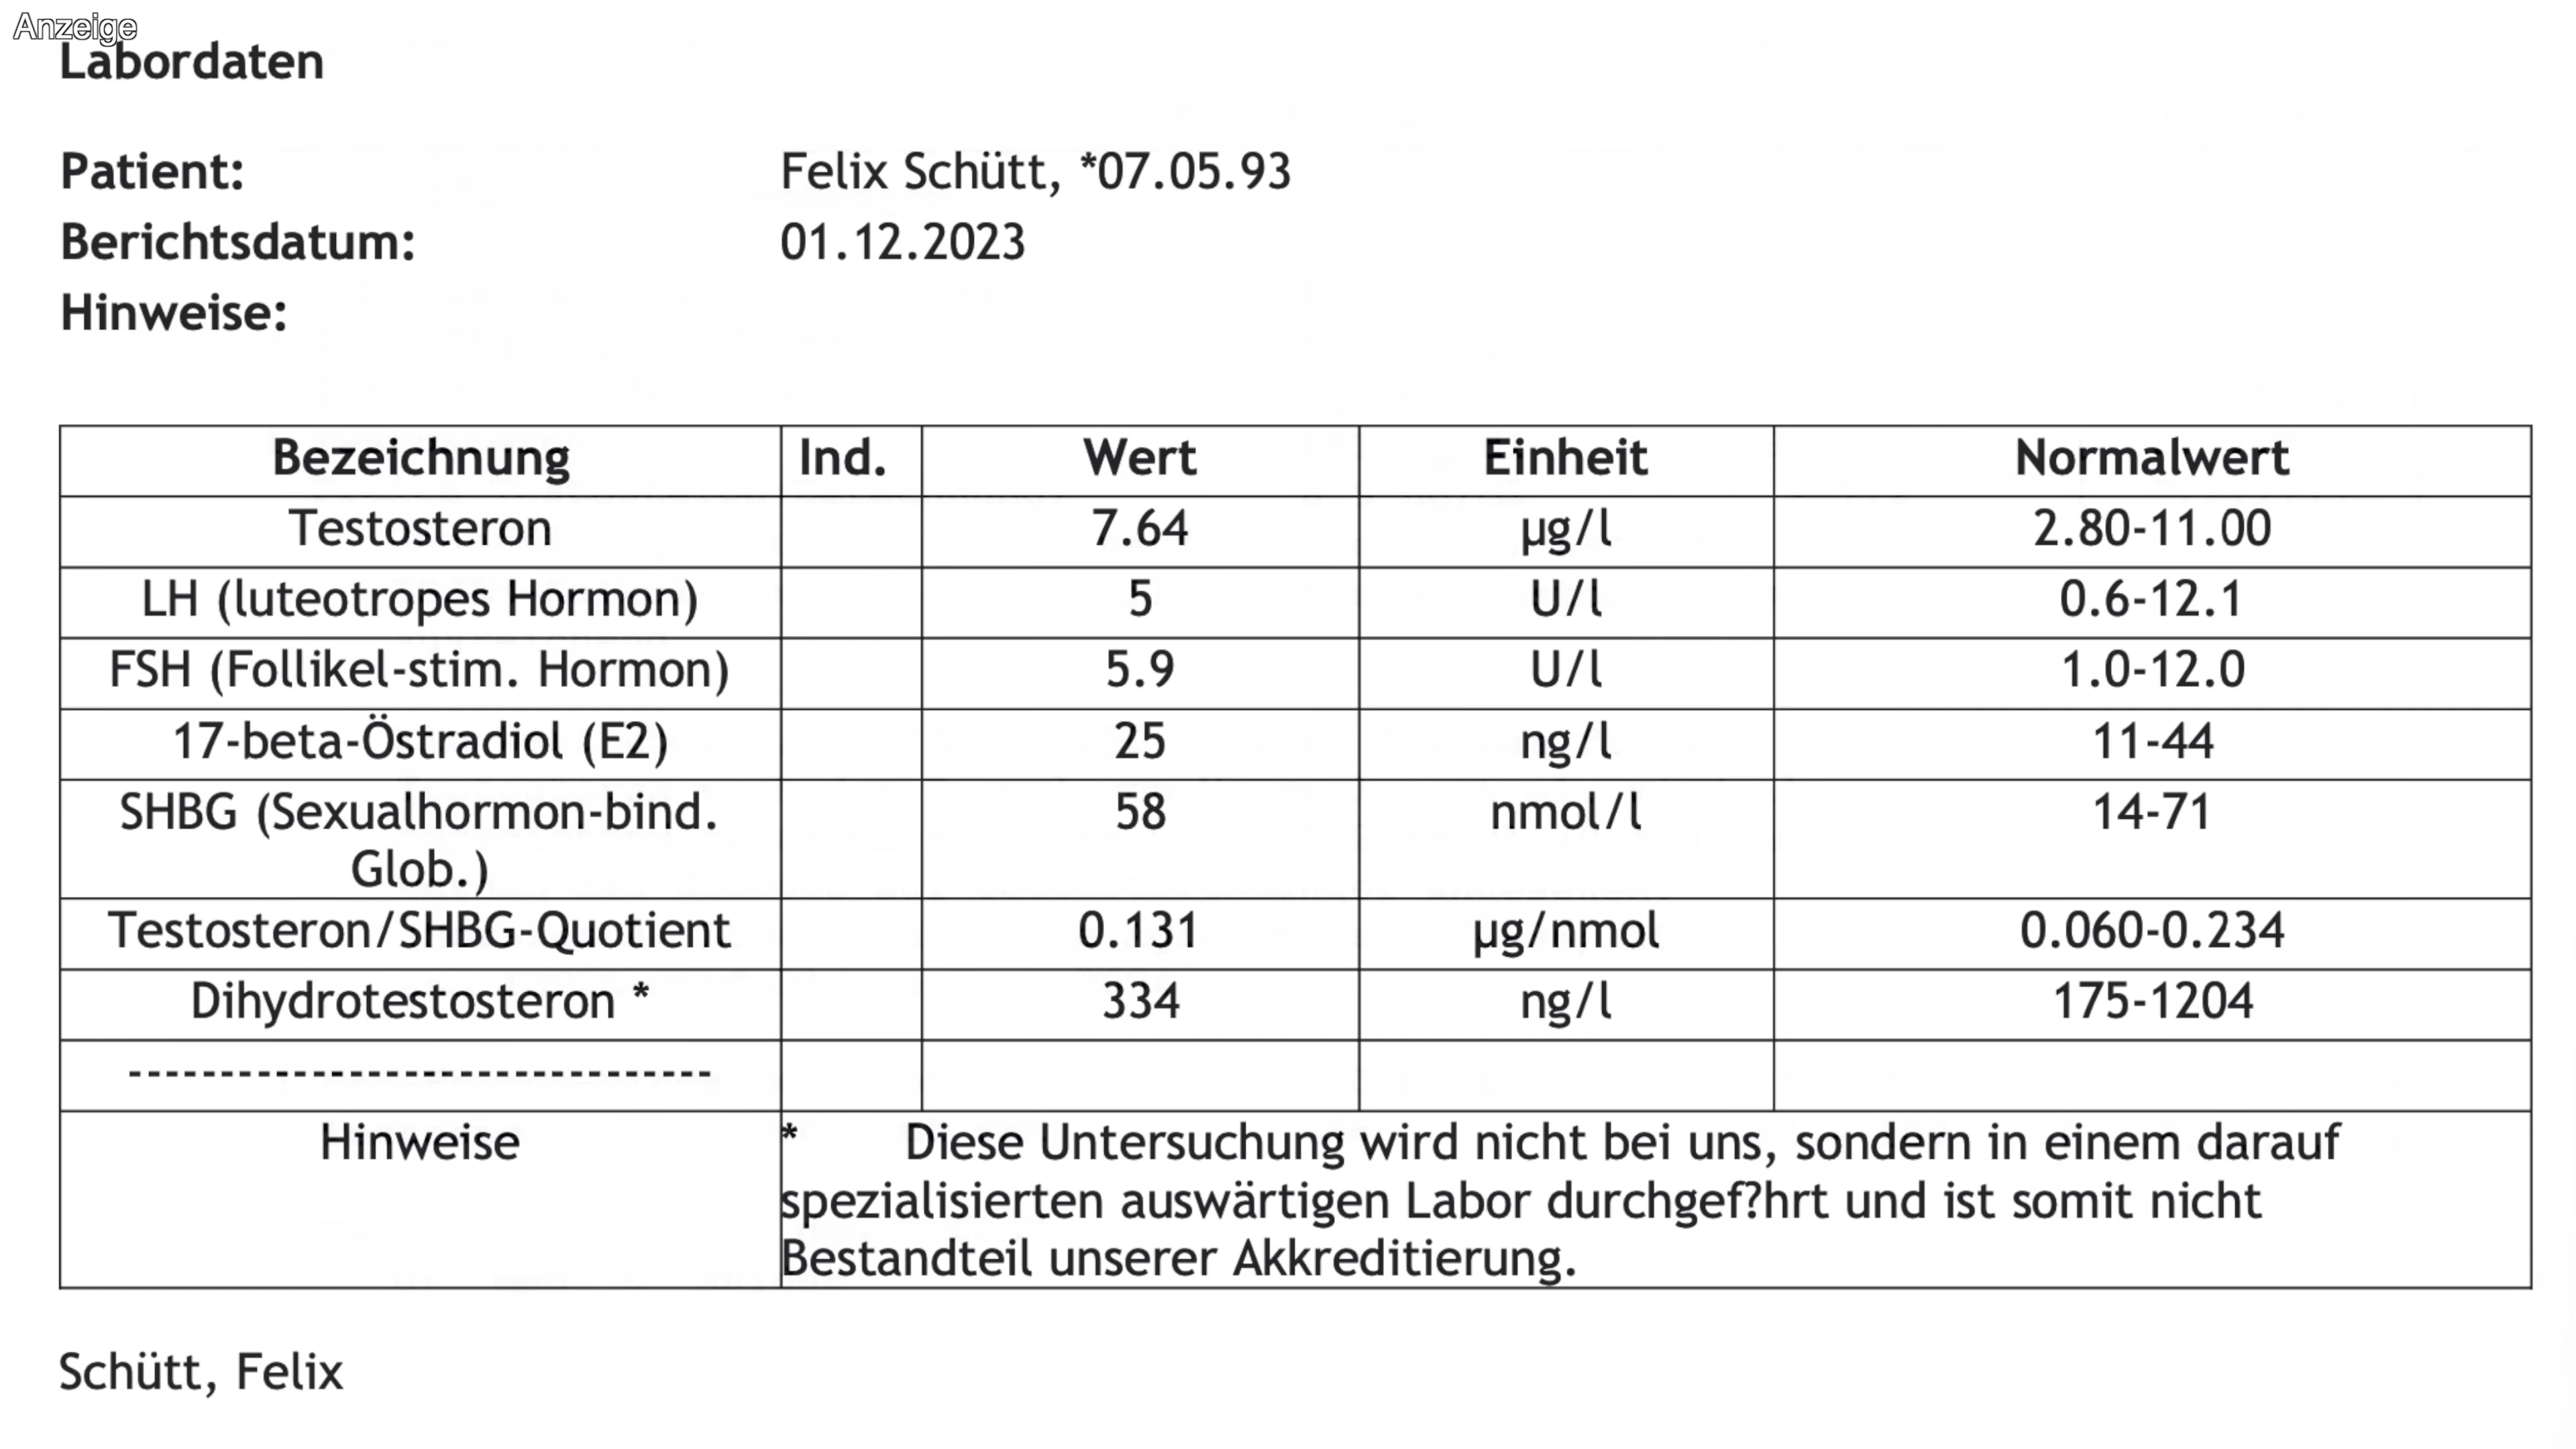 Anzeige
Labordaten
Patient: Felix Schütt, *07.05.93
Berichtsdatum: 01.12.2023
Hinweise:
Bezeichnung Ind. Wert Einheit Normalwert
Testosteron 7.64 µg/l 2.80-11.00
LH (luteotropes Hormon) 5 U/l 0.6-12.1
FSH (Follikel-stim. Hormon) 5.9 U/l 1.0-12.0
17-beta-Östradiol (E2) 25 ng/l 11-44
SHBG (Sexualhormon-bind. 58 nmol/l 14-71
Glob.)
Testosteron/SHBG-Quotient 0.131 µg/nmol 0.060-0.234
Dihydrotestosteron * 334 ng/l 175-1204
--------------------------------
Hinweise * Diese Untersuchung wird nicht bei uns, sondern in einem darauf
spezialisierten auswärtigen Labor durchgef?hrt und ist somit nicht
Bestandteil unserer Akkreditierung.
Schütt, Felix